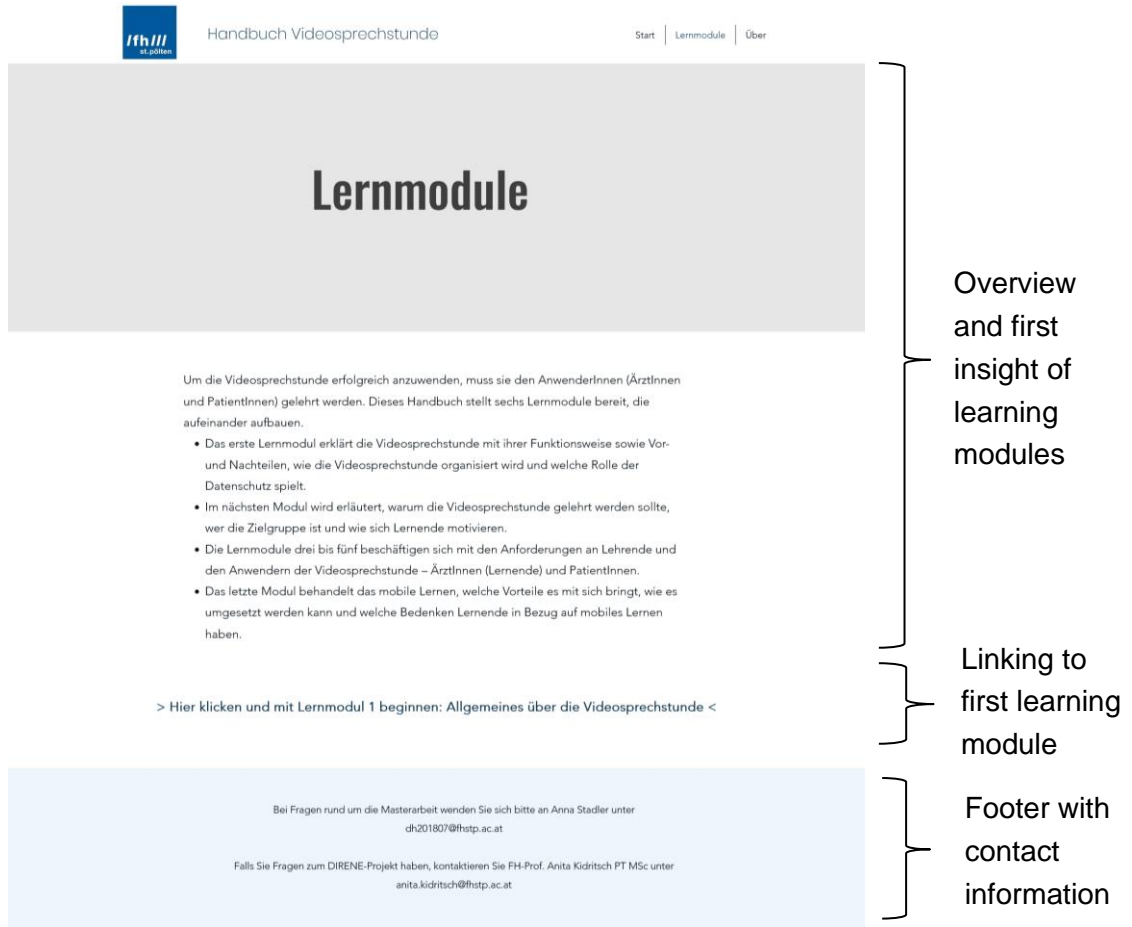 /fh///
st.pölten
Handbuch Videosprechstunde
Start
Lernmodule
Über
Lernmodule
Um die Videosprechstunde erfolgreich anzuwenden, muss sie den AnwenderInnen (ÄrztInnen
und PatientInnen) gelehrt werden. Dieses Handbuch stellt sechs Lernmodule bereit, die
aufeinander aufbauen.
• Das erste Lernmodul erklärt die Videosprechstunde mit ihrer Funktionsweise sowie Vor-
und Nachteilen, wie die Videosprechstunde organisiert wird und welche Rolle der
Datenschutz spielt.
• Im nächsten Modul wird erläutert, warum die Videosprechstunde gelehrt werden sollte,
wer die Zielgruppe ist und wie sich Lernende motivieren.
• Die Lernmodule drei bis fünf beschäftigen sich mit den Anforderungen an Lehrende und
den Anwendern der Videosprechstunde – ÄrztInnen (Lernende) und PatientInnen.
• Das letzte Modul behandelt das mobile Lernen, welche Vorteile es mit sich bringt, wie es
umgesetzt werden kann und welche Bedenken Lernende in Bezug auf mobiles Lernen
haben.
> Hier klicken und mit Lernmodul 1 beginnen: Allgemeines über die Videosprechstunde <
Bei Fragen rund um die Masterarbeit wenden Sie sich bitte an Anna Stadler unter
dh201807@fhstp.ac.at
Falls Sie Fragen zum DIRENE-Projekt haben, kontaktieren Sie FH-Prof. Anita Kidritsch PT MSc unter
anita.kidritsch@fhstp.ac.at
Overview
and first
insight of
learning
modules
Linking to
first learning
module
Footer with
contact
information